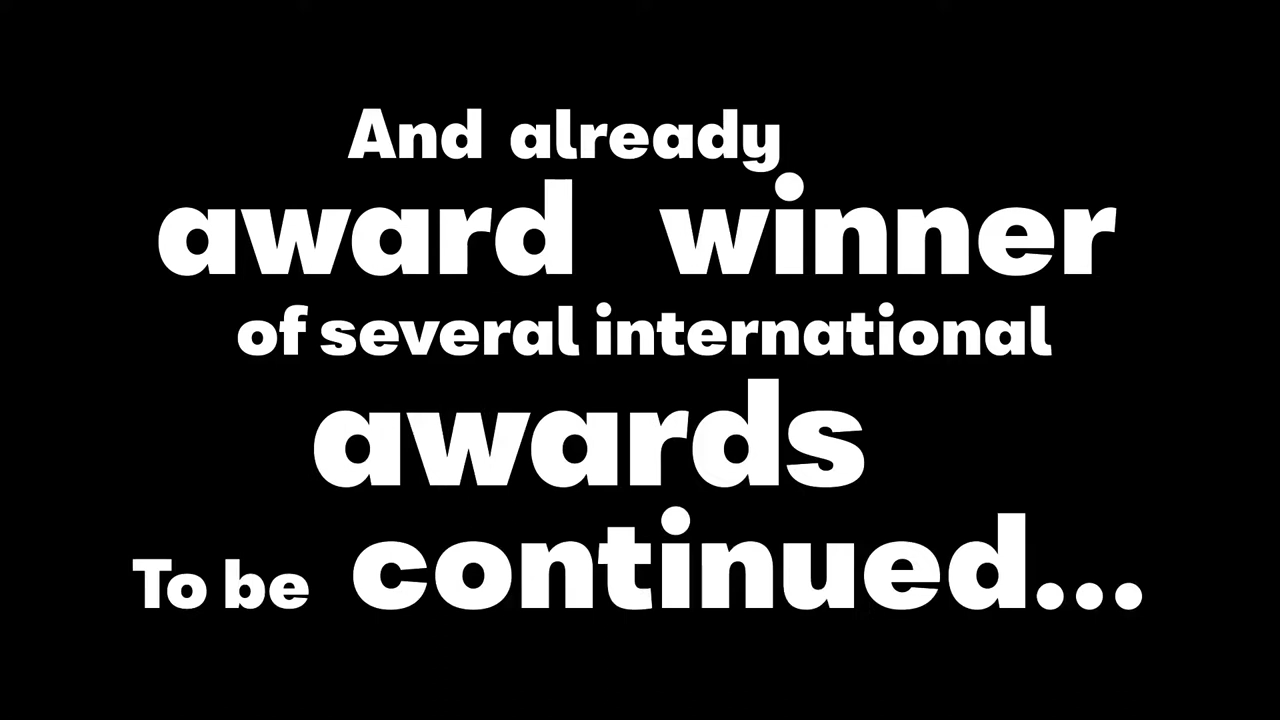 And already
award winner
of several international
awards
To be continued...